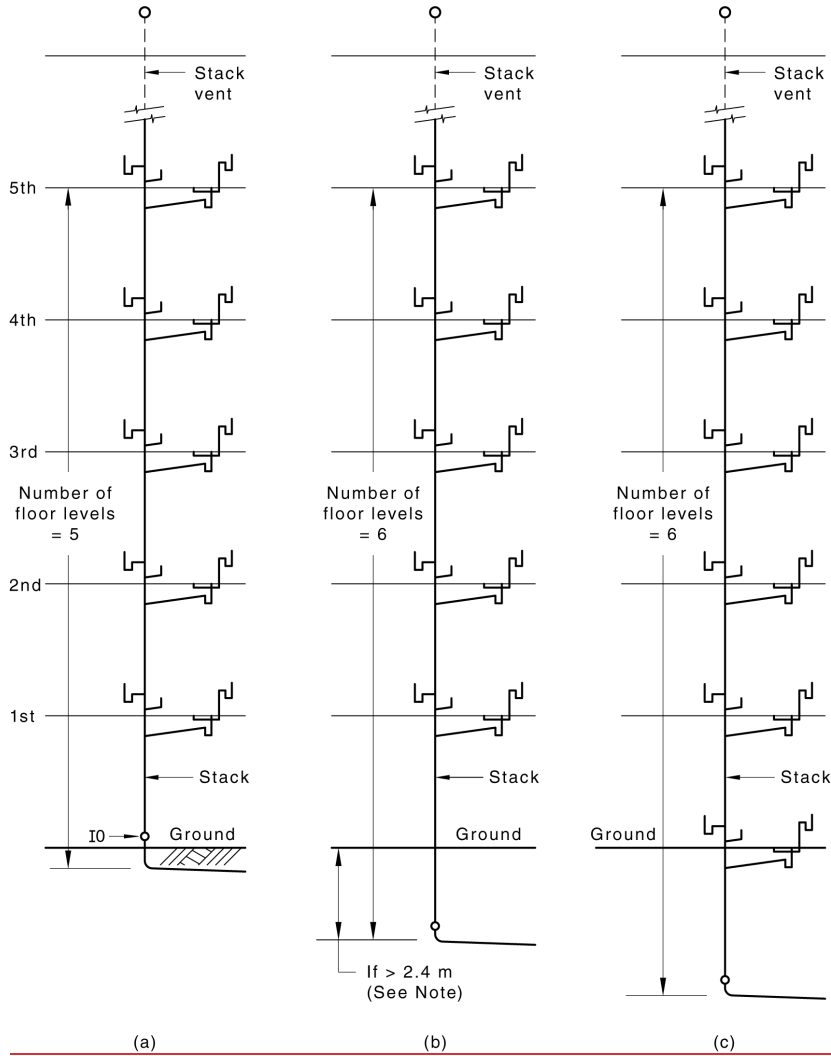 Stack
vent
Stack
vent
Stack
vent
5th
4th
3rd
Number of
floor levels
= 5
Number of
floor levels
= 6
Number of
floor levels
= 6
2nd
1st
Stack
Stack
Stack
IO
Ground
Ground
Ground
If > 2.4 m
(See Note)
(a)
(b)
(c)